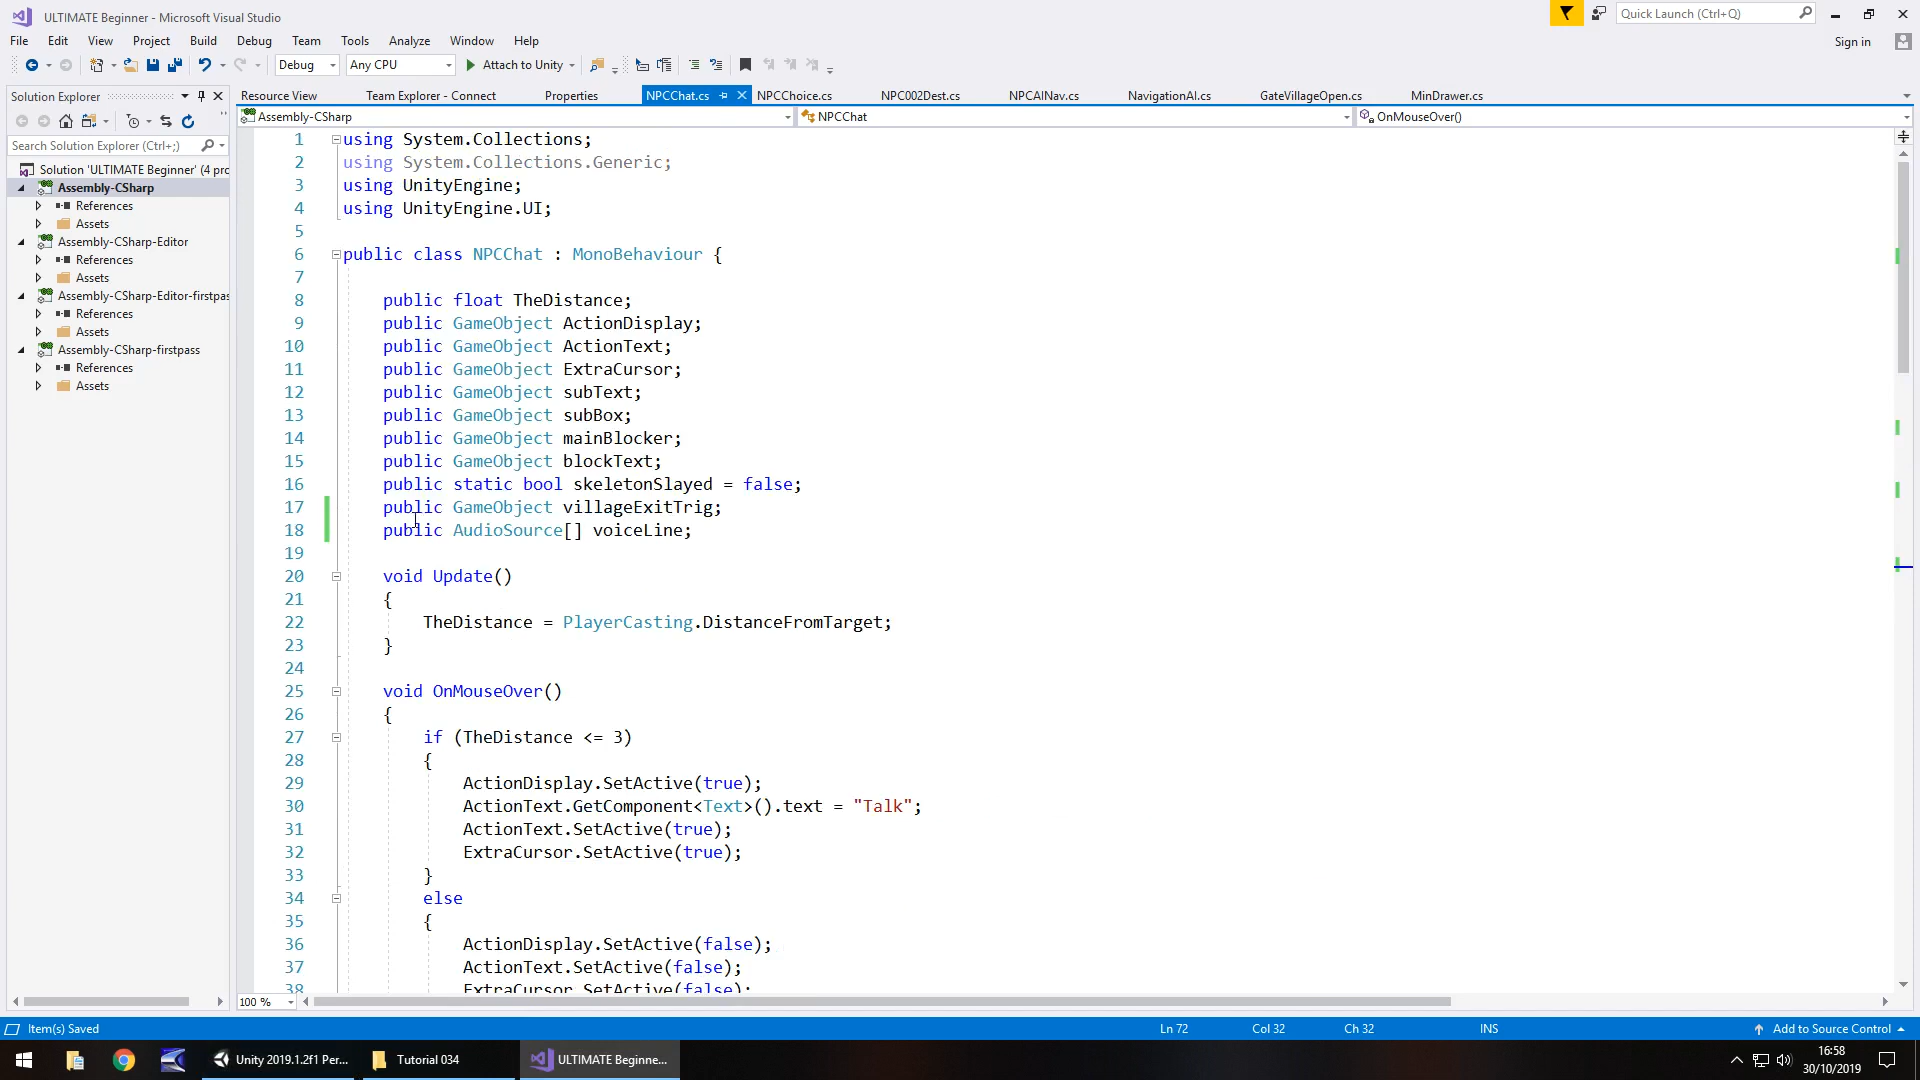 ULTIMATE Beginner - Microsoft Visual Studio
Quick Launch (Ctrl+Q)
File Edit View Project Build Debug Team Tools Analyze Window Help
Sign in
Debug Any CPU Attach to Unity
Solution Explorer
Resource View Team Explorer - Connect Properties NPCChat.cs NPCChoice.cs NPC002Dest.cs NPCAINav.cs NavigationAI.cs GateVillageOpen.cs MinDrawer.cs
Assembly-CSharp NPCChat OnMouseOver()
Search Solution Explorer (Ctrl+;)
Solution 'ULTIMATE Beginner' (4 pro
Assembly-CSharp
References
Assets
Assembly-CSharp-Editor
References
Assets
Assembly-CSharp-Editor-firstpas
References
Assets
Assembly-CSharp-firstpass
References
Assets
1 using System.Collections;
2 using System.Collections.Generic;
3 using UnityEngine;
4 using UnityEngine.UI;
5
6 public class NPCChat : MonoBehaviour {
7
8 public float TheDistance;
9 public GameObject ActionDisplay;
10 public GameObject ActionText;
11 public GameObject ExtraCursor;
12 public GameObject subText;
13 public GameObject subBox;
14 public GameObject mainBlocker;
15 public GameObject blockText;
16 public static bool skeletonSlayed = false;
17 public GameObject villageExitTrig;
18 public AudioSource[] voiceLine;
19
20 void Update()
21 {
22 TheDistance = PlayerCasting.DistanceFromTarget;
23 }
24
25 void OnMouseOver()
26 {
27 if (TheDistance <= 3)
28 {
29 ActionDisplay.SetActive(true);
30 ActionText.GetComponent<Text>().text = "Talk";
31 ActionText.SetActive(true);
32 ExtraCursor.SetActive(true);
33 }
34 else
35 {
36 ActionDisplay.SetActive(false);
37 ActionText.SetActive(false);
38 ExtraCursor.SetActive(false);
100 %
Item(s) Saved Ln 72 Col 32 Ch 32 INS Add to Source Control
Unity 2019.1.2f1 Per... Tutorial 034 ULTIMATE Beginne...
16:58
30/10/2019